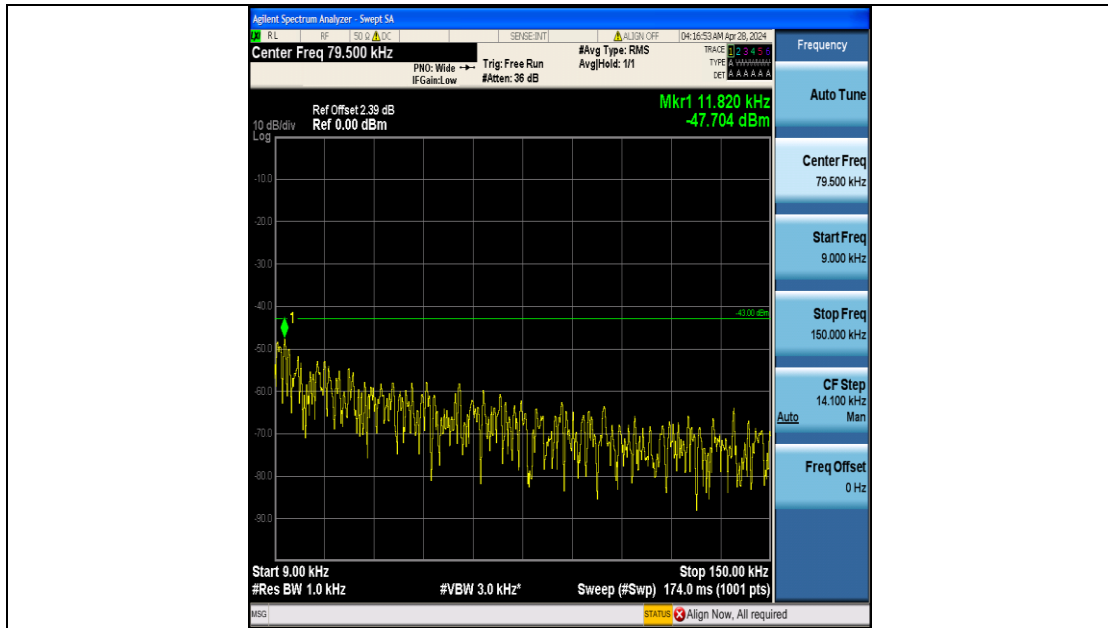 Agilent Spectrum Analyzer - Swept SA
RL RF 50 Ω DC SENSE:INT ALIGN OFF 04:16:53 AM Apr 28, 2024
Center Freq 79.500 kHz
PNO: Wide
IFGain:Low
Trig: Free Run
#Atten: 36 dB
#Avg Type: RMS
Avg|Hold: 1/1
TRACE 1 2 3 4 5 6
TYPE A
DET A A A A A A
Mkr1 11.820 kHz
-47.704 dBm
Ref Offset 2.39 dB
10 dB/div Ref 0.00 dBm
Log
-10.0
-20.0
-30.0
-40.0
-50.0
-60.0
-70.0
-80.0
-90.0
1
-43.00 dBm
Start 9.00 kHz Stop 150.00 kHz
#Res BW 1.0 kHz #VBW 3.0 kHz* Sweep (#Swp) 174.0 ms (1001 pts)
MSG STATUS Align Now, All required
Frequency
Auto Tune
Center Freq
79.500 kHz
Start Freq
9.000 kHz
Stop Freq
150.000 kHz
CF Step
14.100 kHz
Auto Man
Freq Offset
0 Hz